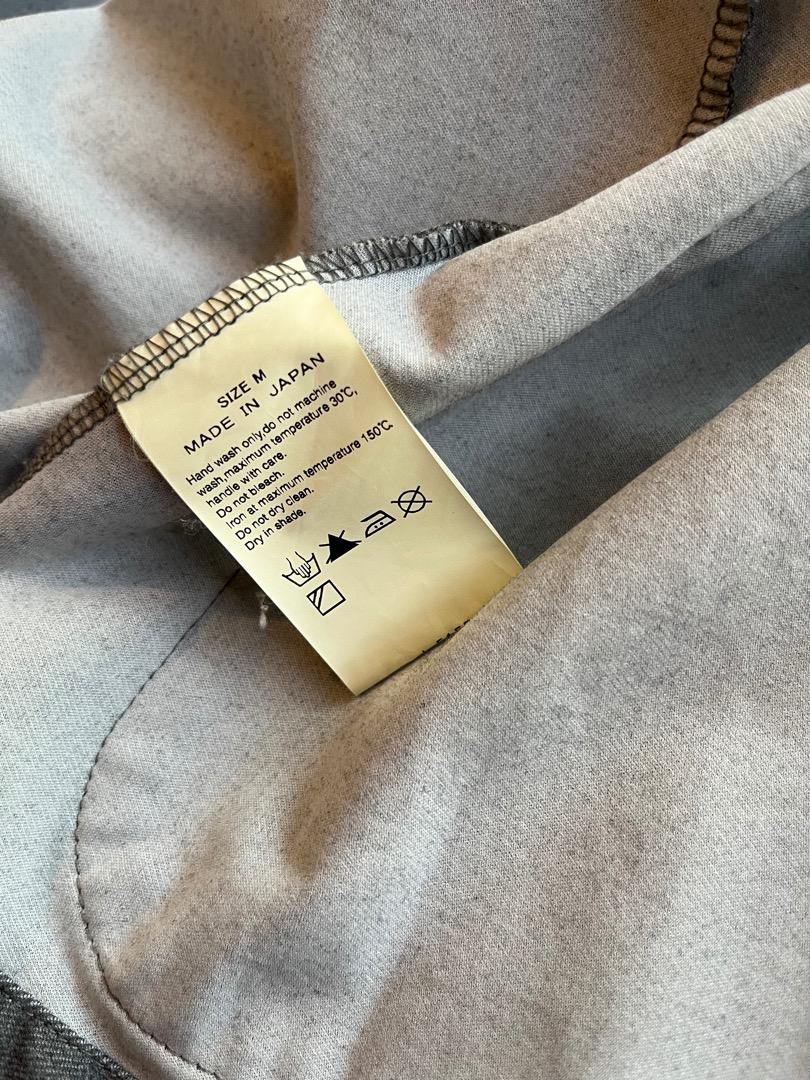 SIZE M
MADE IN JAPAN
Hand wash only,do not machine
wash,maximum temperature 30℃,
handle with care.
Do not bleach.
Iron at maximum temperature 150℃.
Do not dry clean.
Dry in shade.